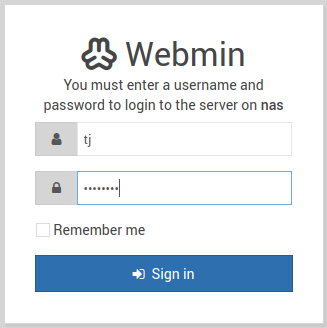 Webmin
You must enter a username and
password to login to the server on nas
tj
••••••••
Remember me
Sign in